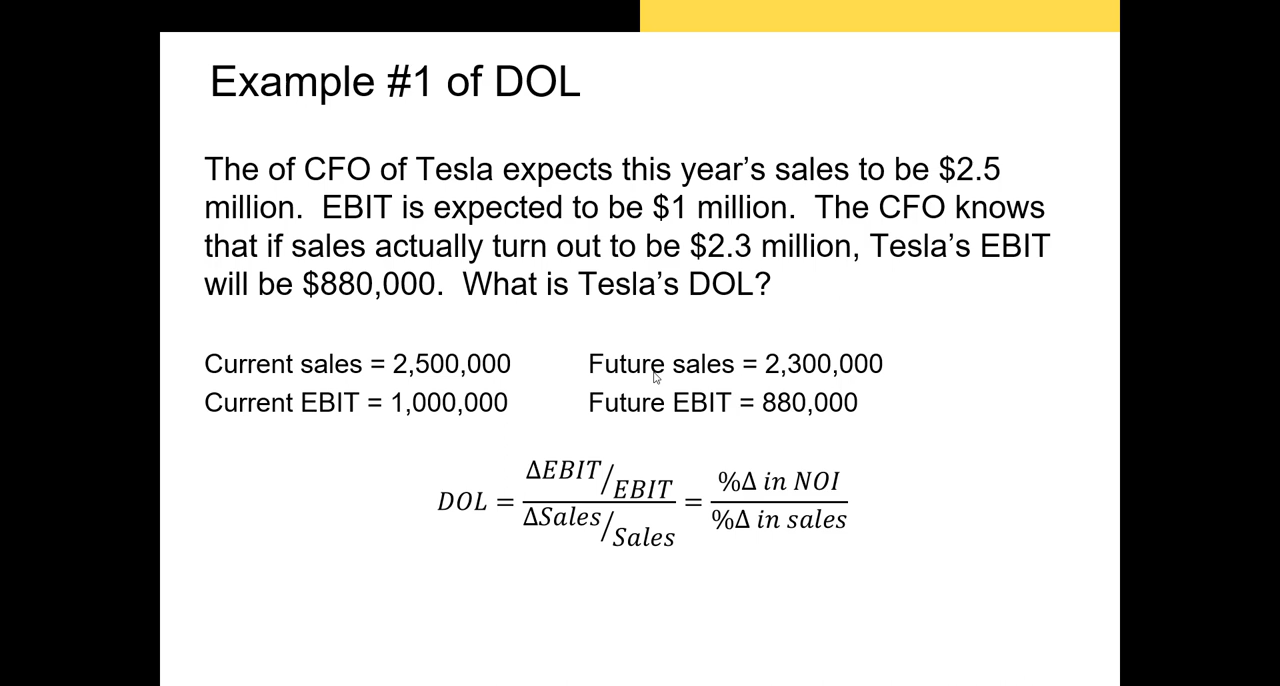 Example #1 of DOL
The of CFO of Tesla expects this year’s sales to be $2.5
million.  EBIT is expected to be $1 million.  The CFO knows
that if sales actually turn out to be $2.3 million, Tesla’s EBIT
will be $880,000.  What is Tesla’s DOL?
Current sales = 2,500,000
Future sales = 2,300,000
Current EBIT = 1,000,000
Future EBIT = 880,000
DOL = (ΔEBIT/EBIT)/(ΔSales/Sales) = (%Δ in NOI)/(%Δ in sales)